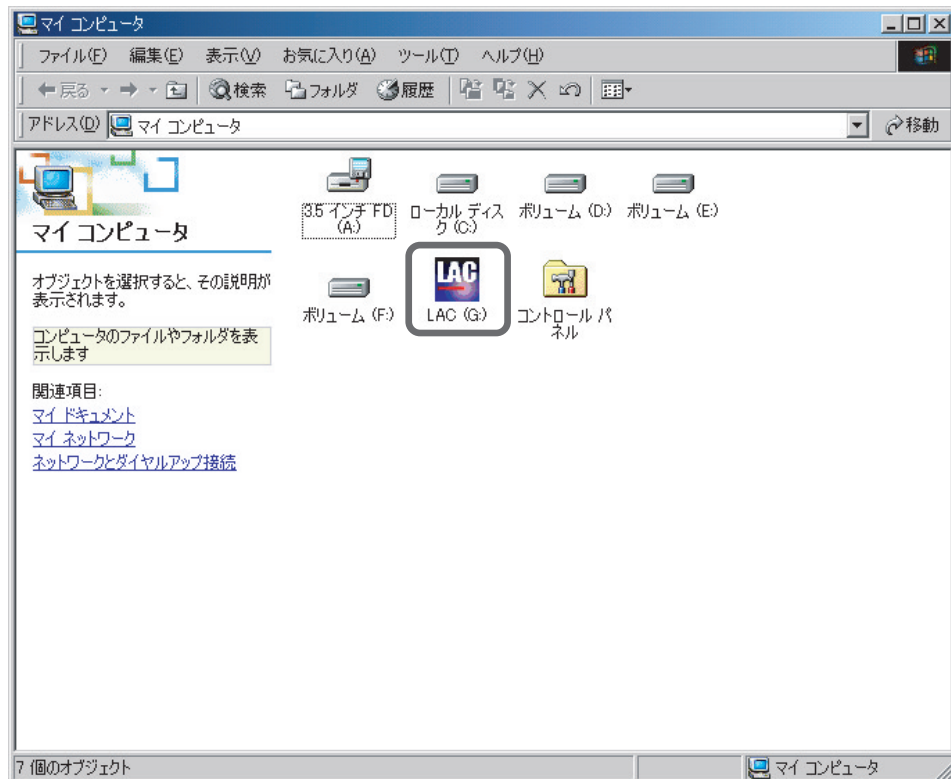 マイ コンピュータ
ファイル(F) 編集(E) 表示(V) お気に入り(A) ツール(T) ヘルプ(H)
戻る 検索 フォルダ 履歴
アドレス(D) マイ コンピュータ 移動
マイ コンピュータ
オブジェクトを選択すると、その説明が
表示されます。
コンピュータのファイルやフォルダを表
示します
関連項目:
マイ ドキュメント
マイ ネットワーク
ネットワークとダイヤルアップ接続
3.5 インチ FD
(A:)
ローカル ディス
ク (C:)
ボリューム (D:)
ボリューム (E:)
ボリューム (F:)
LAC
LAC (G:)
コントロール パ
ネル
7 個のオブジェクト
マイ コンピュータ